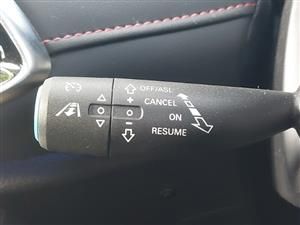 OFF/ASL
+ CANCEL
ON
− RESUME